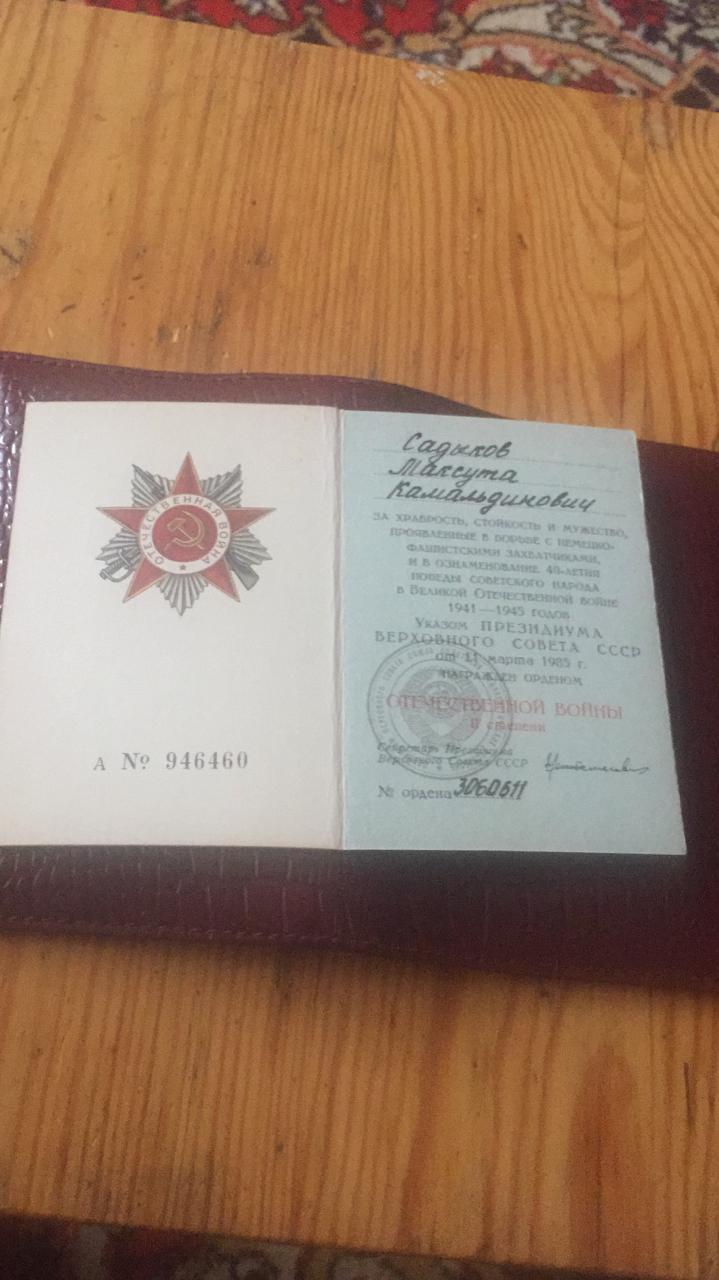 ОТЕЧЕСТВЕННАЯ ВОЙНА
А № 946460
Садыков
Максута
Камальдинович
ЗА ХРАБРОСТЬ, СТОЙКОСТЬ И МУЖЕСТВО,
ПРОЯВЛЕННЫЕ В БОРЬБЕ С НЕМЕЦКО-
ФАШИСТСКИМИ ЗАХВАТЧИКАМИ,
И В ОЗНАМЕНОВАНИЕ 40-ЛЕТИЯ
ПОБЕДЫ СОВЕТСКОГО НАРОДА
В ВЕЛИКОЙ ОТЕЧЕСТВЕННОЙ ВОЙНЕ
1941—1945 ГОДОВ
УКАЗОМ ПРЕЗИДИУМА
ВЕРХОВНОГО СОВЕТА СССР
от 11 марта 1985 г.
НАГРАЖДЕН ОРДЕНОМ
ОТЕЧЕСТВЕННОЙ ВОЙНЫ
II степени
Секретарь Президиума
Верховного Совета СССР
№ ордена 3060511